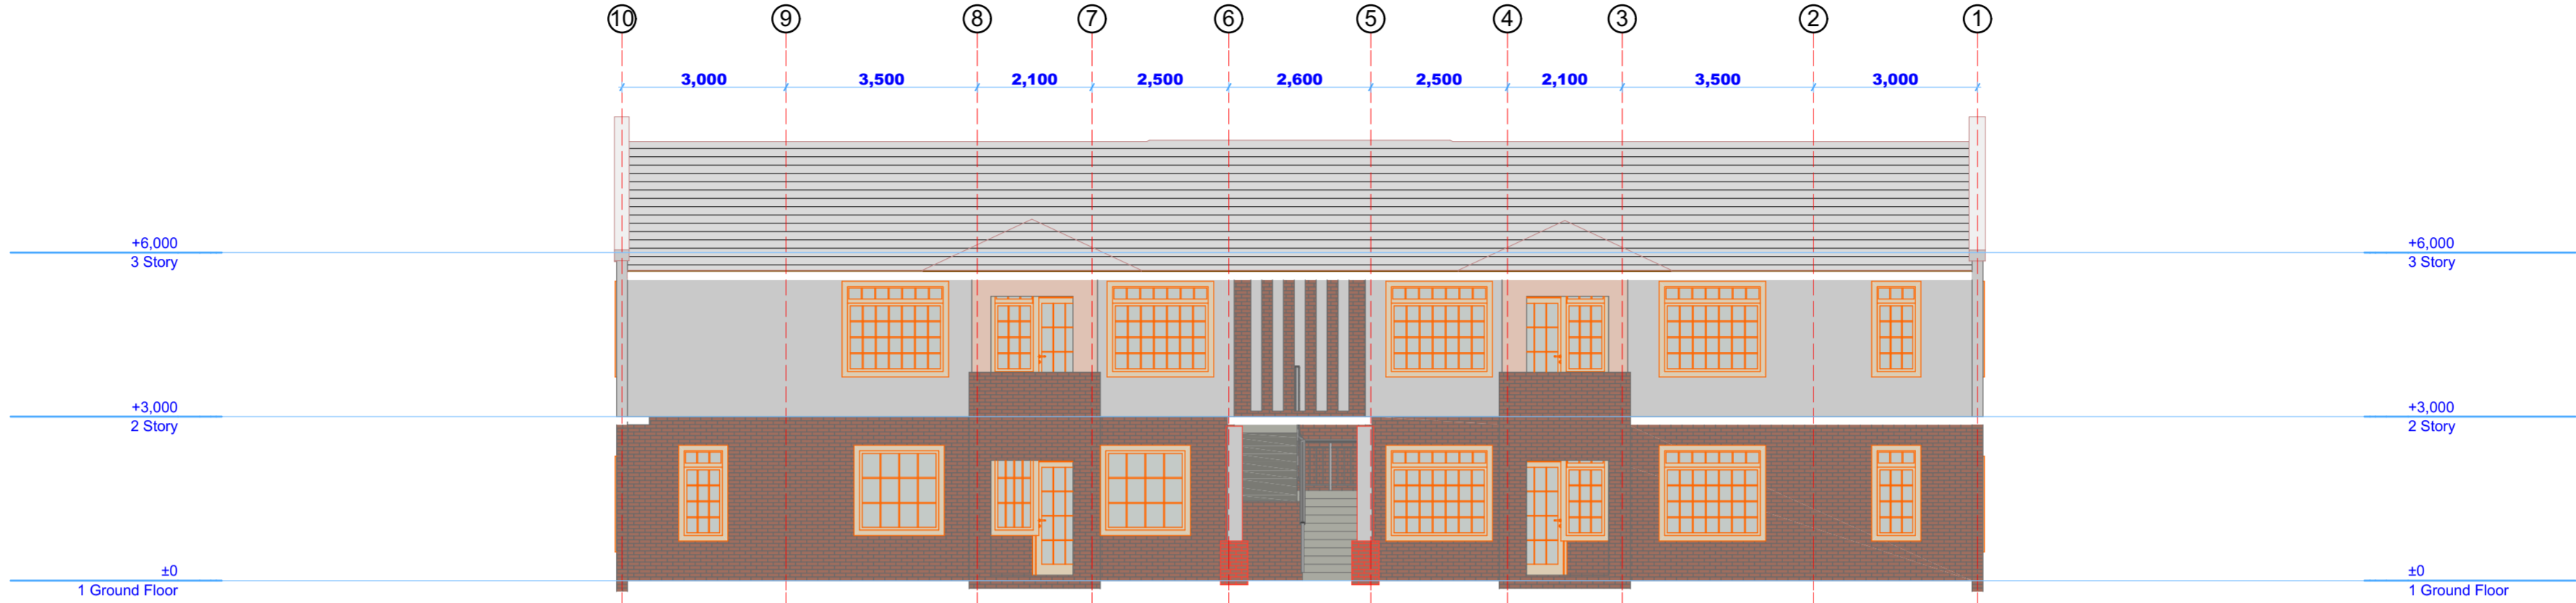 10 9 8 7 6 5 4 3 2 1
3,000 3,500 2,100 2,500 2,600 2,500 2,100 3,500 3,000
+6,000 +6,000
3 Story 3 Story
+3,000 +3,000
2 Story 2 Story
±0 ±0
1 Ground Floor 1 Ground Floor